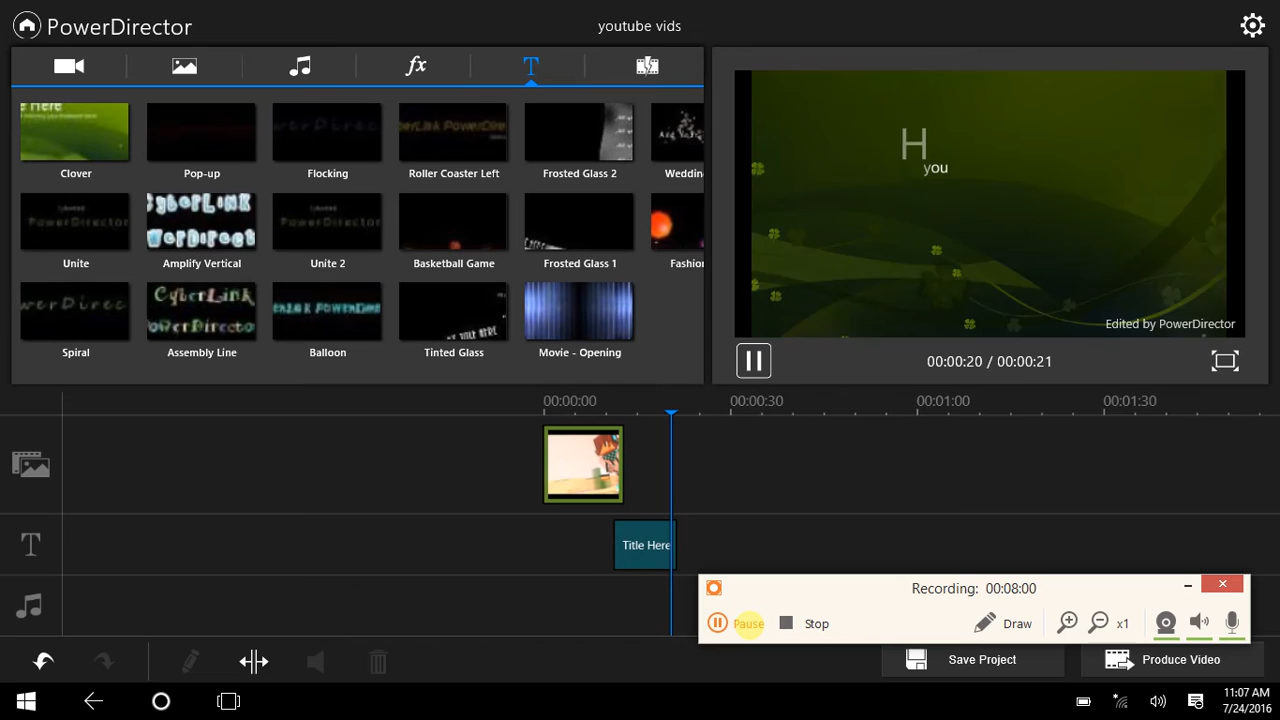 PowerDirector
youtube vids
fx
T
Clover
Pop-up
Flocking
Roller Coaster Left
Frosted Glass 2
Unite
Amplify Vertical
Unite 2
Basketball Game
Frosted Glass 1
Spiral
Assembly Line
Balloon
Tinted Glass
Movie - Opening
H
you
Edited by PowerDirector
00:00:20 / 00:00:21
00:00:00
00:00:30
00:01:00
00:01:30
T
Title Here
Recording: 00:08:00
Pause
Stop
Draw
x1
Save Project
Produce Video
11:07 AM
7/24/2016